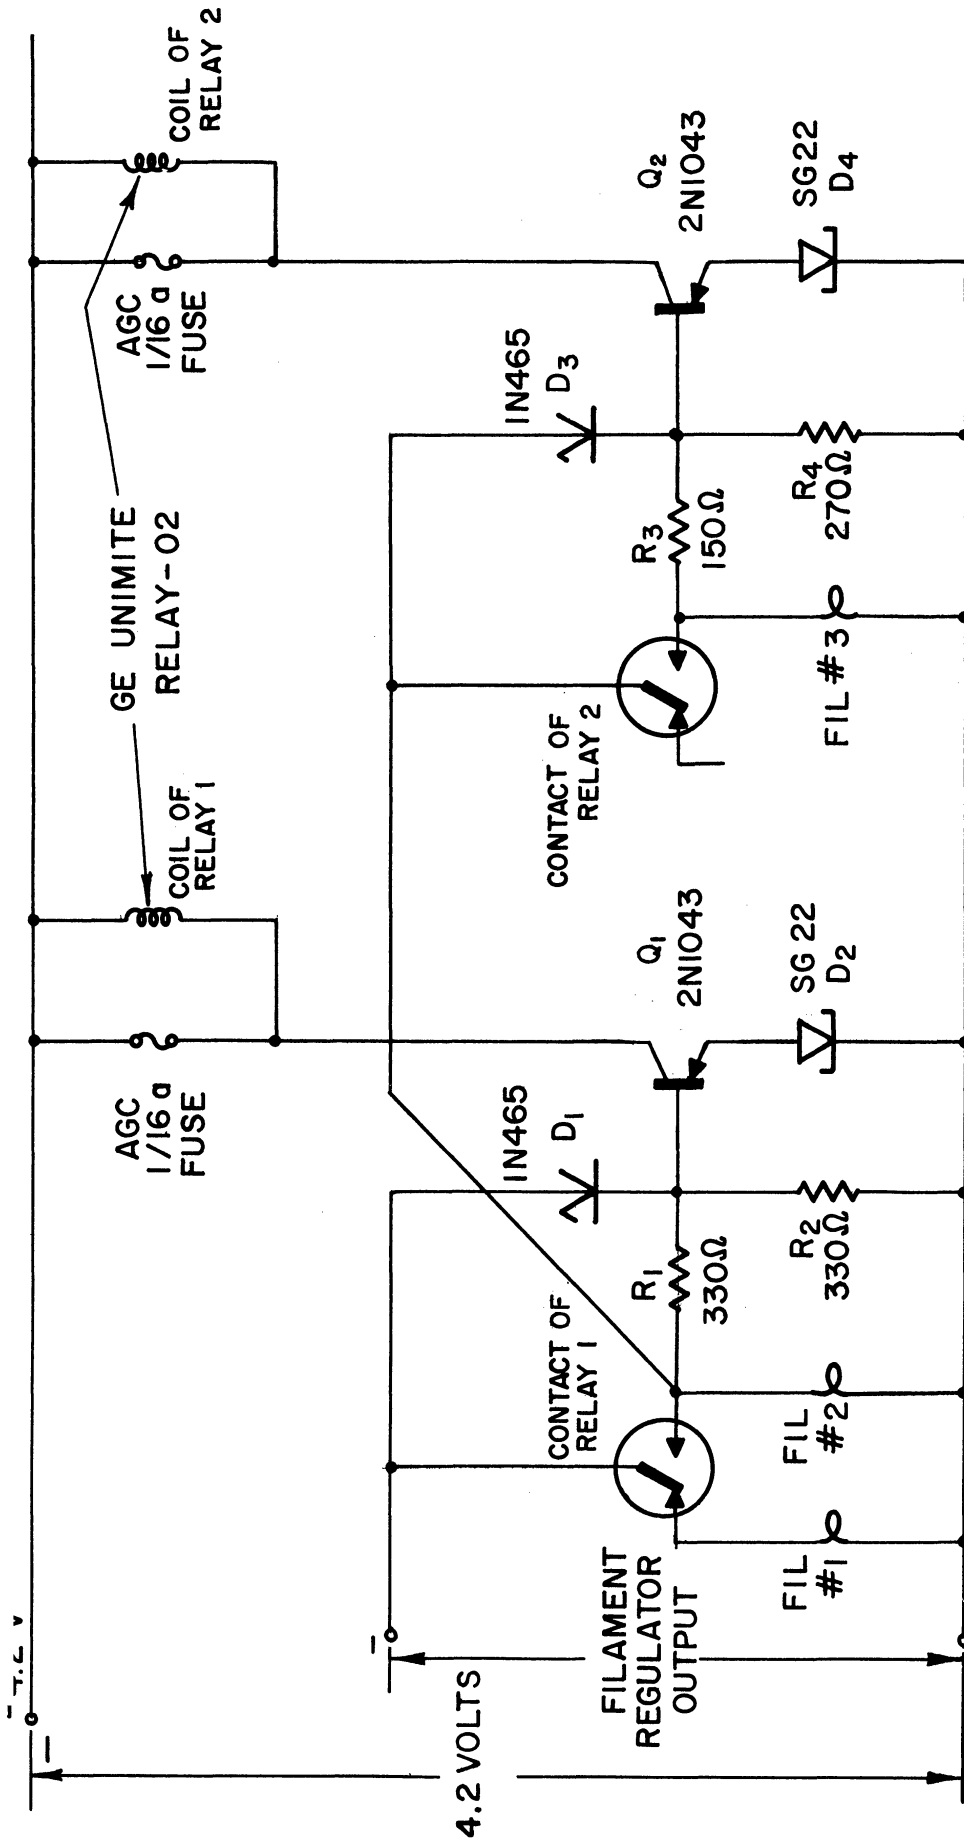 GE UNIMITE
RELAY-02
AGC
1/16 a
FUSE
COIL OF
RELAY 1
AGC
1/16 a
FUSE
COIL OF
RELAY 2
4.2 VOLTS
FILAMENT
REGULATOR
OUTPUT
CONTACT OF
RELAY 1
1N465
D1
Q1
2N1043
R1
330Ω
R2
330Ω
SG 22
D2
FIL
#1
FIL
#2
CONTACT OF
RELAY 2
1N465
D3
Q2
2N1043
R3
150Ω
R4
270Ω
SG22
D4
FIL #3